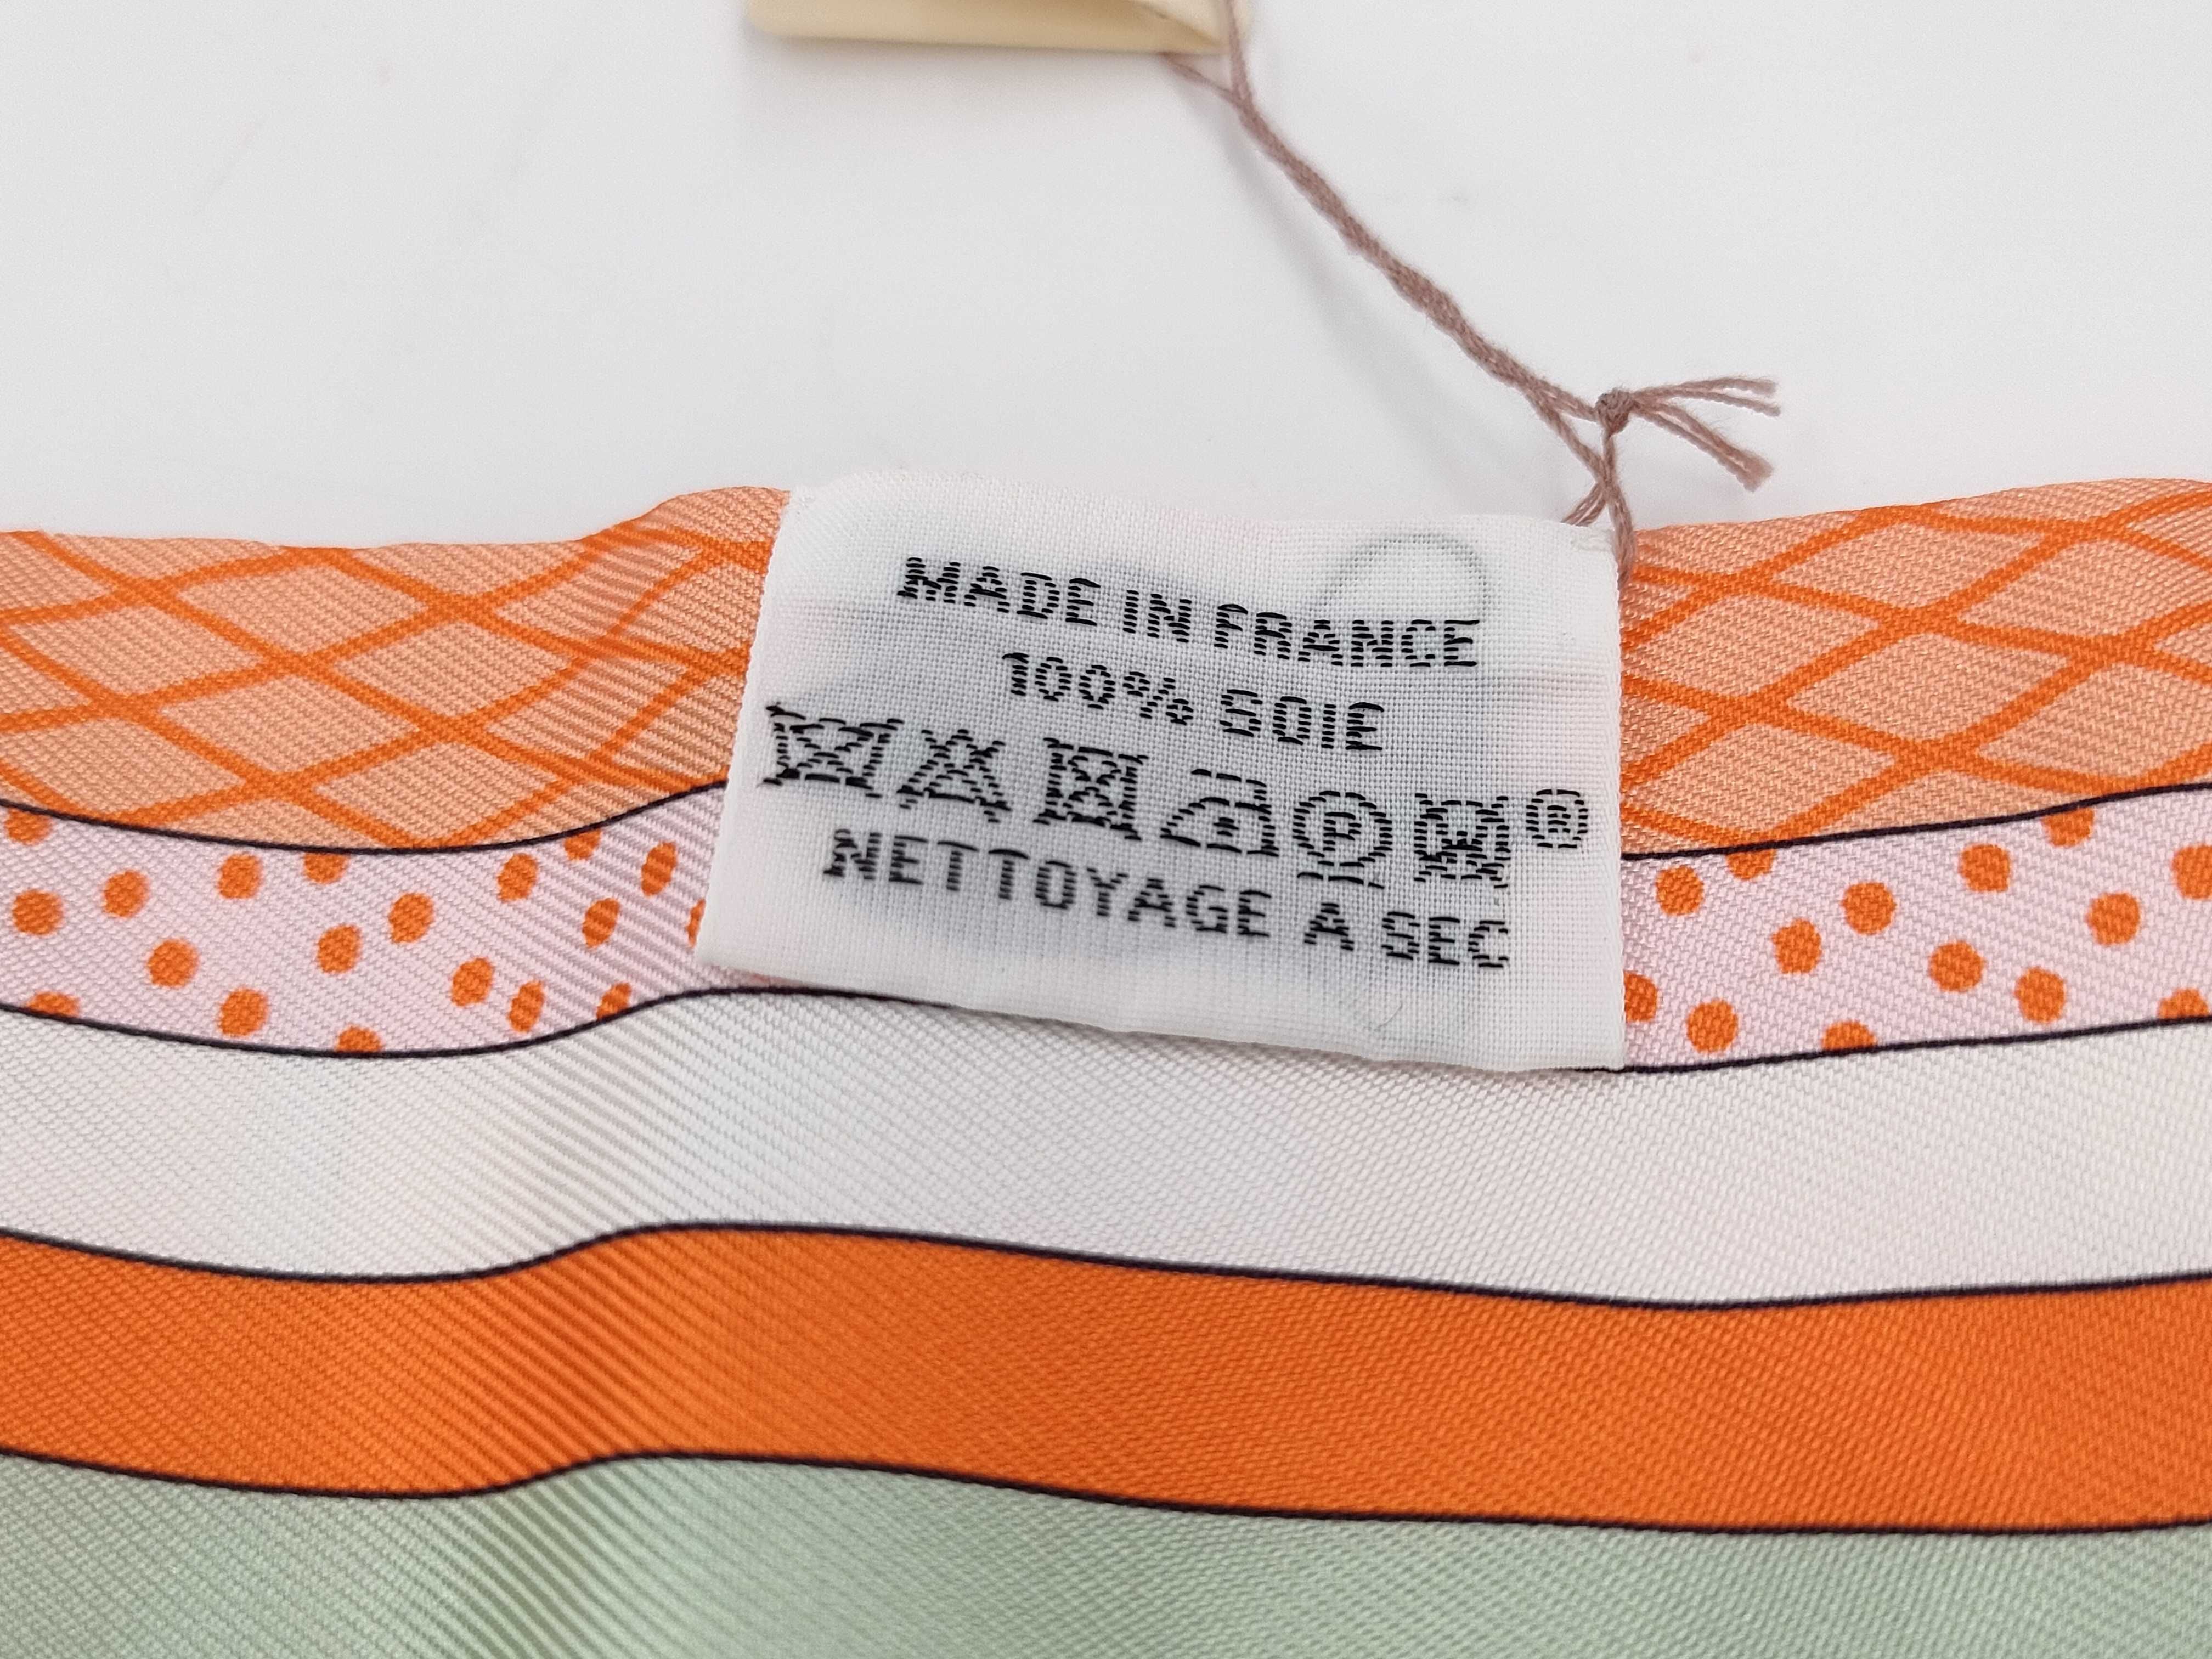 MADE IN FRANCE
100% SOIE
P W ®
NETTOYAGE A SEC